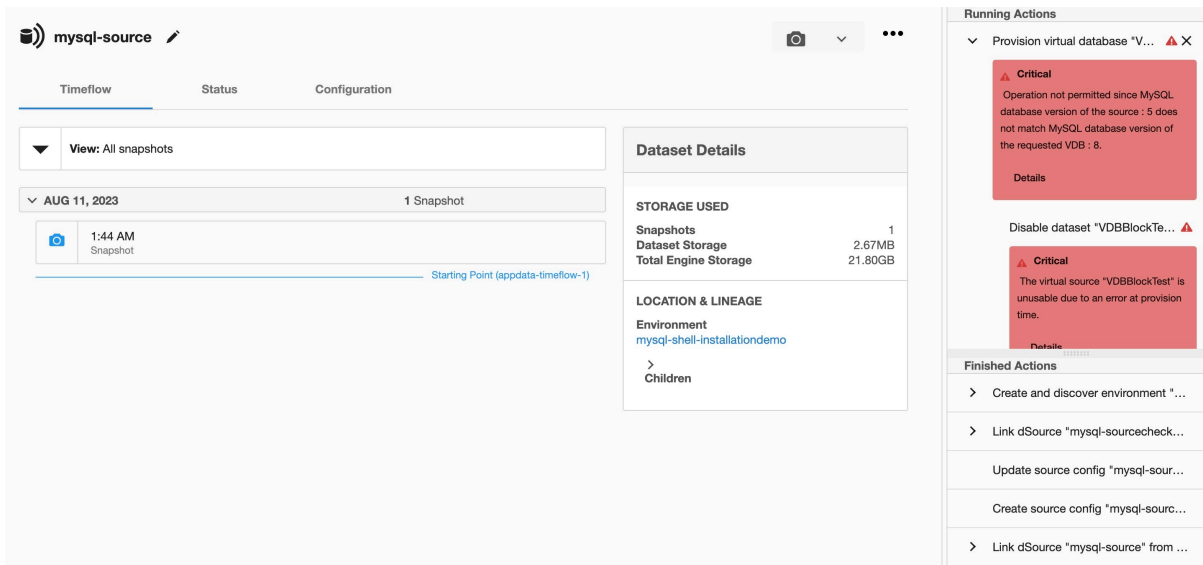 mysql-source
Timeflow
Status
Configuration
View: All snapshots
AUG 11, 2023
1 Snapshot
1:44 AM
Snapshot
Starting Point (appdata-timeflow-1)
Dataset Details
STORAGE USED
Snapshots 1
Dataset Storage 2.67MB
Total Engine Storage 21.80GB
LOCATION & LINEAGE
Environment
mysql-shell-installationdemo
Children
Running Actions
Provision virtual database "V...
Critical
Operation not permitted since MySQL
database version of the source : 5 does
not match MySQL database version of
the requested VDB : 8.
Details
Disable dataset "VDBBlockTe...
Critical
The virtual source "VDBBlockTest" is
unusable due to an error at provision
time.
Details
Finished Actions
Create and discover environment "...
Link dSource "mysql-sourcecheck...
Update source config "mysql-sour...
Create source config "mysql-sourc...
Link dSource "mysql-source" from ...